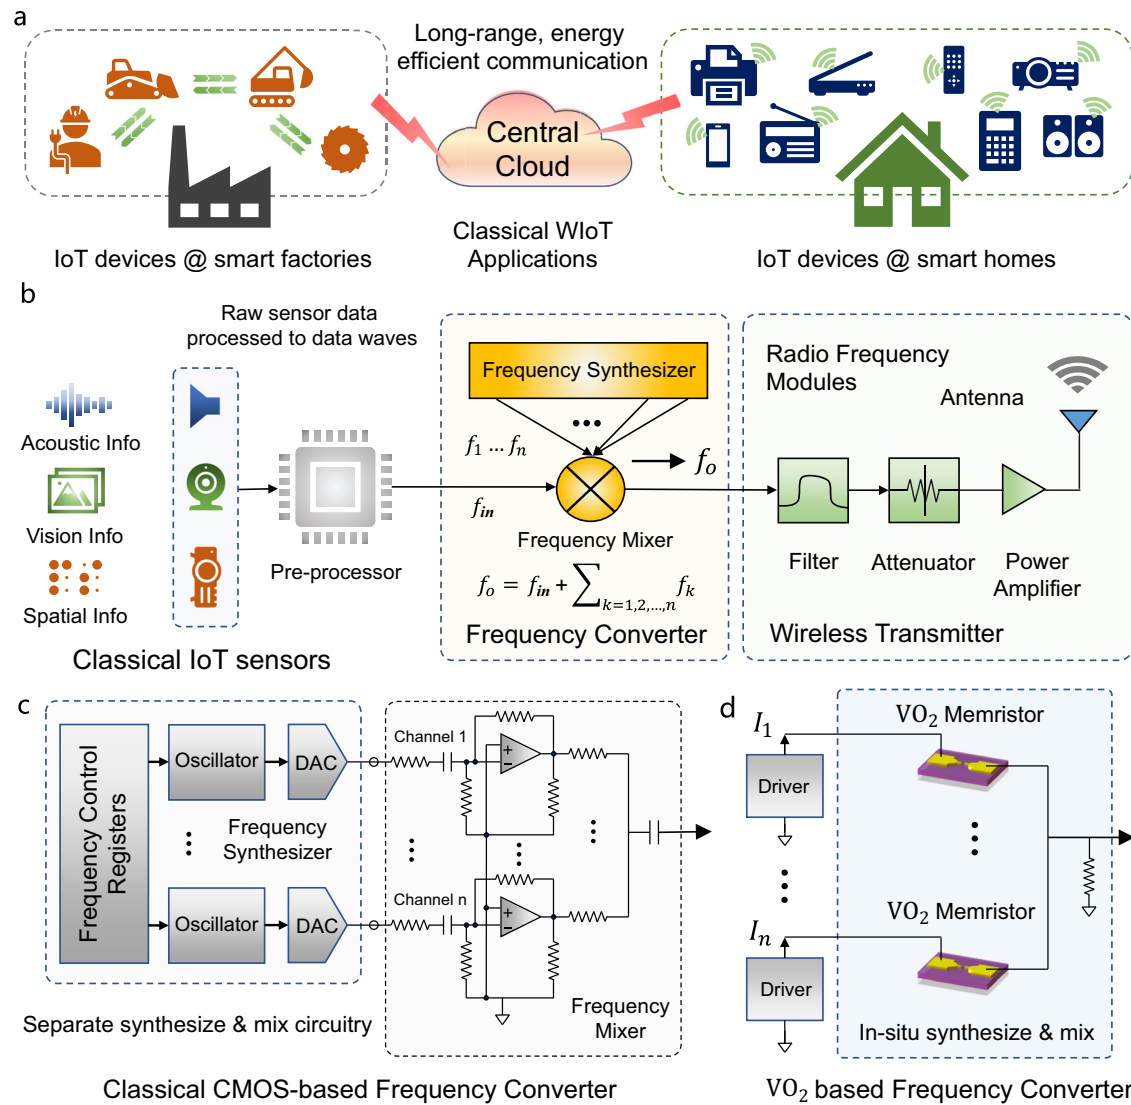 a
Long-range, energy
efficient communication
Central
Cloud
IoT devices @ smart factories
Classical WIoT
Applications
IoT devices @ smart homes
b
Raw sensor data
processed to data waves
Acoustic Info
Vision Info
Spatial Info
Pre-processor
Classical IoT sensors
Frequency Synthesizer
•••
f₁ ... fₙ
f_in
f_o
Frequency Mixer
f_o = f_in + ∑_{k=1,2,...,n} f_k
Frequency Converter
Radio Frequency
Modules
Antenna
Filter
Attenuator
Power
Amplifier
Wireless Transmitter
c
Frequency Control
Registers
Oscillator
DAC
Frequency
Synthesizer
Oscillator
DAC
Channel 1
+
−
Channel n
+
−
Frequency
Mixer
Separate synthesize & mix circuitry
Classical CMOS-based Frequency Converter
d
I₁
Driver
VO₂ Memristor
Iₙ
Driver
VO₂ Memristor
In-situ synthesize & mix
VO₂ based Frequency Converter